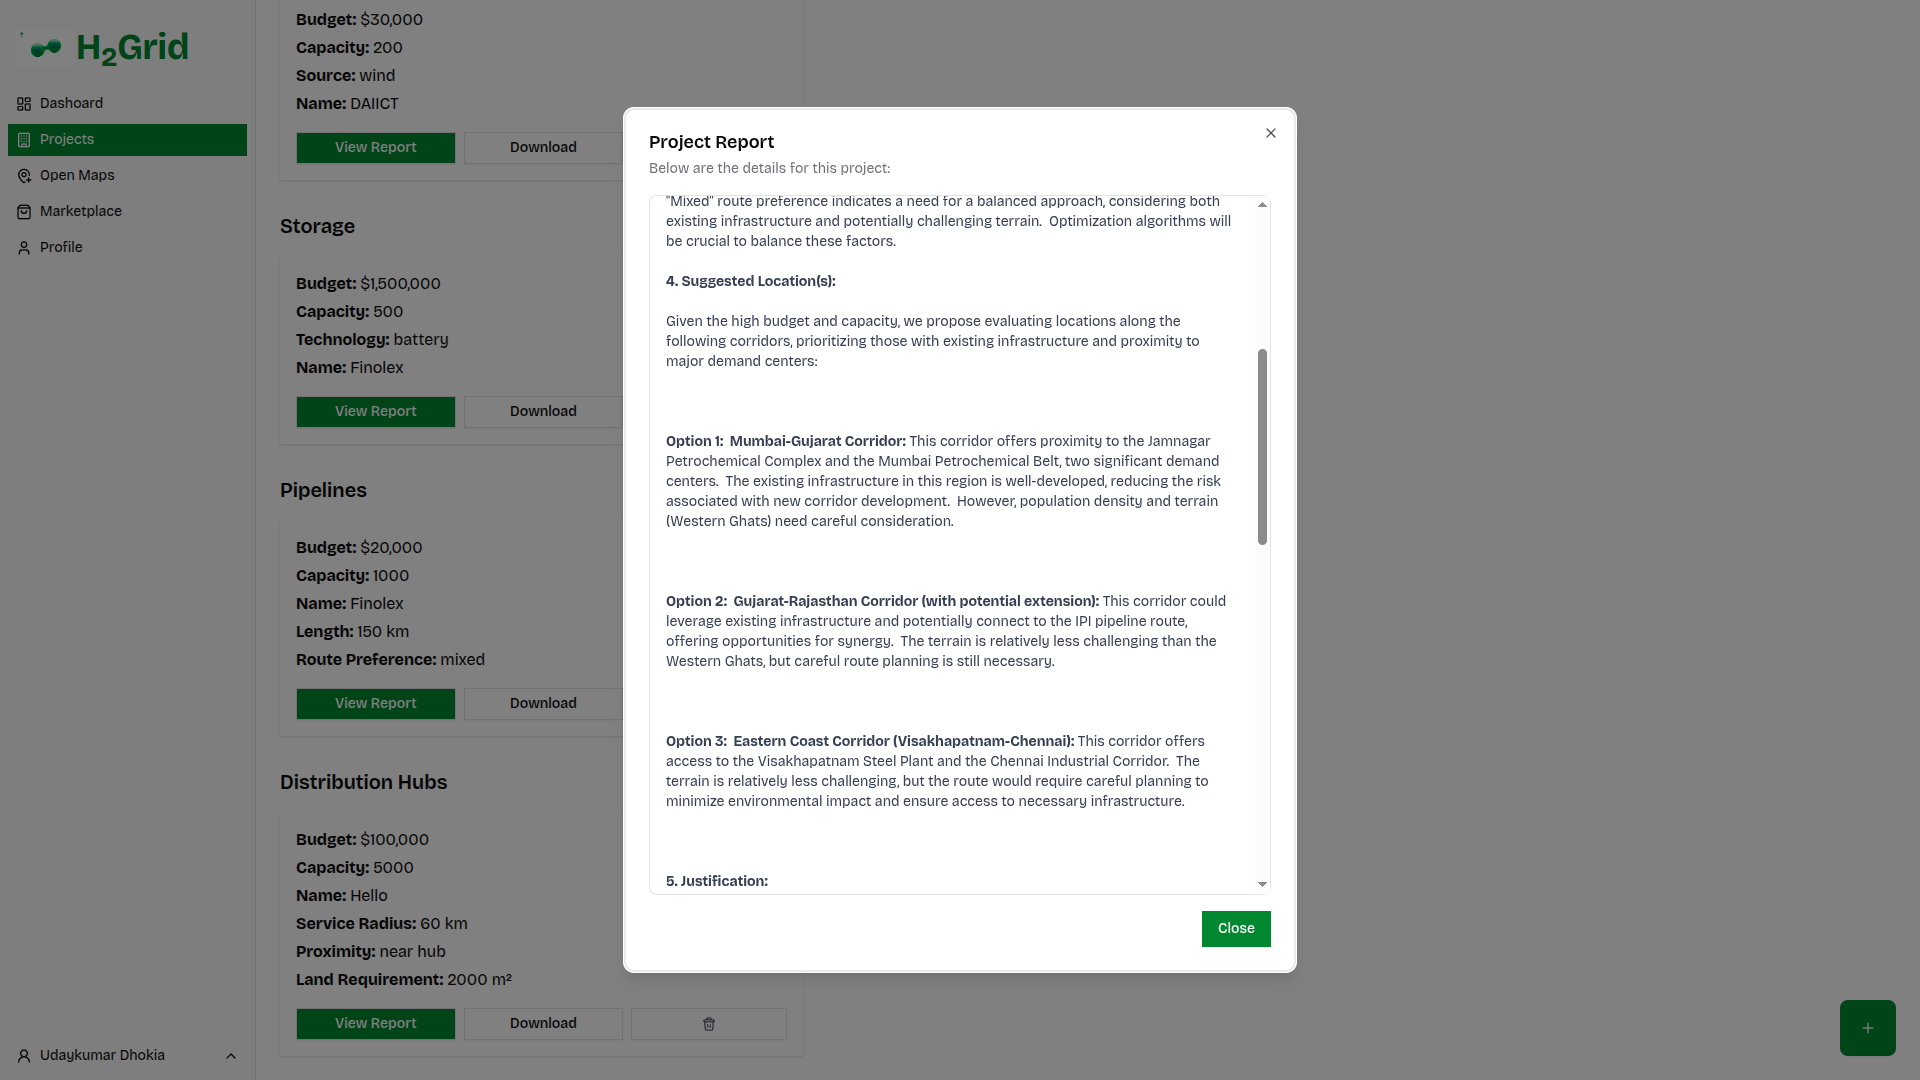 H2Grid
Dashoard
Projects
Open Maps
Marketplace
Profile
Udaykumar Dhokia
Budget: $30,000
Capacity: 200
Source: wind
Name: DAIICT
View Report
Download
Storage
Budget: $1,500,000
Capacity: 500
Technology: battery
Name: Finolex
View Report
Download
Pipelines
Budget: $20,000
Capacity: 1000
Name: Finolex
Length: 150 km
Route Preference: mixed
View Report
Download
Distribution Hubs
Budget: $100,000
Capacity: 5000
Name: Hello
Service Radius: 60 km
Proximity: near hub
Land Requirement: 2000 m²
View Report
Download
Project Report
Below are the details for this project:
"Mixed" route preference indicates a need for a balanced approach, considering both
existing infrastructure and potentially challenging terrain. Optimization algorithms will
be crucial to balance these factors.
4. Suggested Location(s):
Given the high budget and capacity, we propose evaluating locations along the
following corridors, prioritizing those with existing infrastructure and proximity to
major demand centers:
Option 1: Mumbai-Gujarat Corridor: This corridor offers proximity to the Jamnagar
Petrochemical Complex and the Mumbai Petrochemical Belt, two significant demand
centers. The existing infrastructure in this region is well-developed, reducing the risk
associated with new corridor development. However, population density and terrain
(Western Ghats) need careful consideration.
Option 2: Gujarat-Rajasthan Corridor (with potential extension): This corridor could
leverage existing infrastructure and potentially connect to the IPI pipeline route,
offering opportunities for synergy. The terrain is relatively less challenging than the
Western Ghats, but careful route planning is still necessary.
Option 3: Eastern Coast Corridor (Visakhapatnam-Chennai): This corridor offers
access to the Visakhapatnam Steel Plant and the Chennai Industrial Corridor. The
terrain is relatively less challenging, but the route would require careful planning to
minimize environmental impact and ensure access to necessary infrastructure.
5. Justification:
Close
+